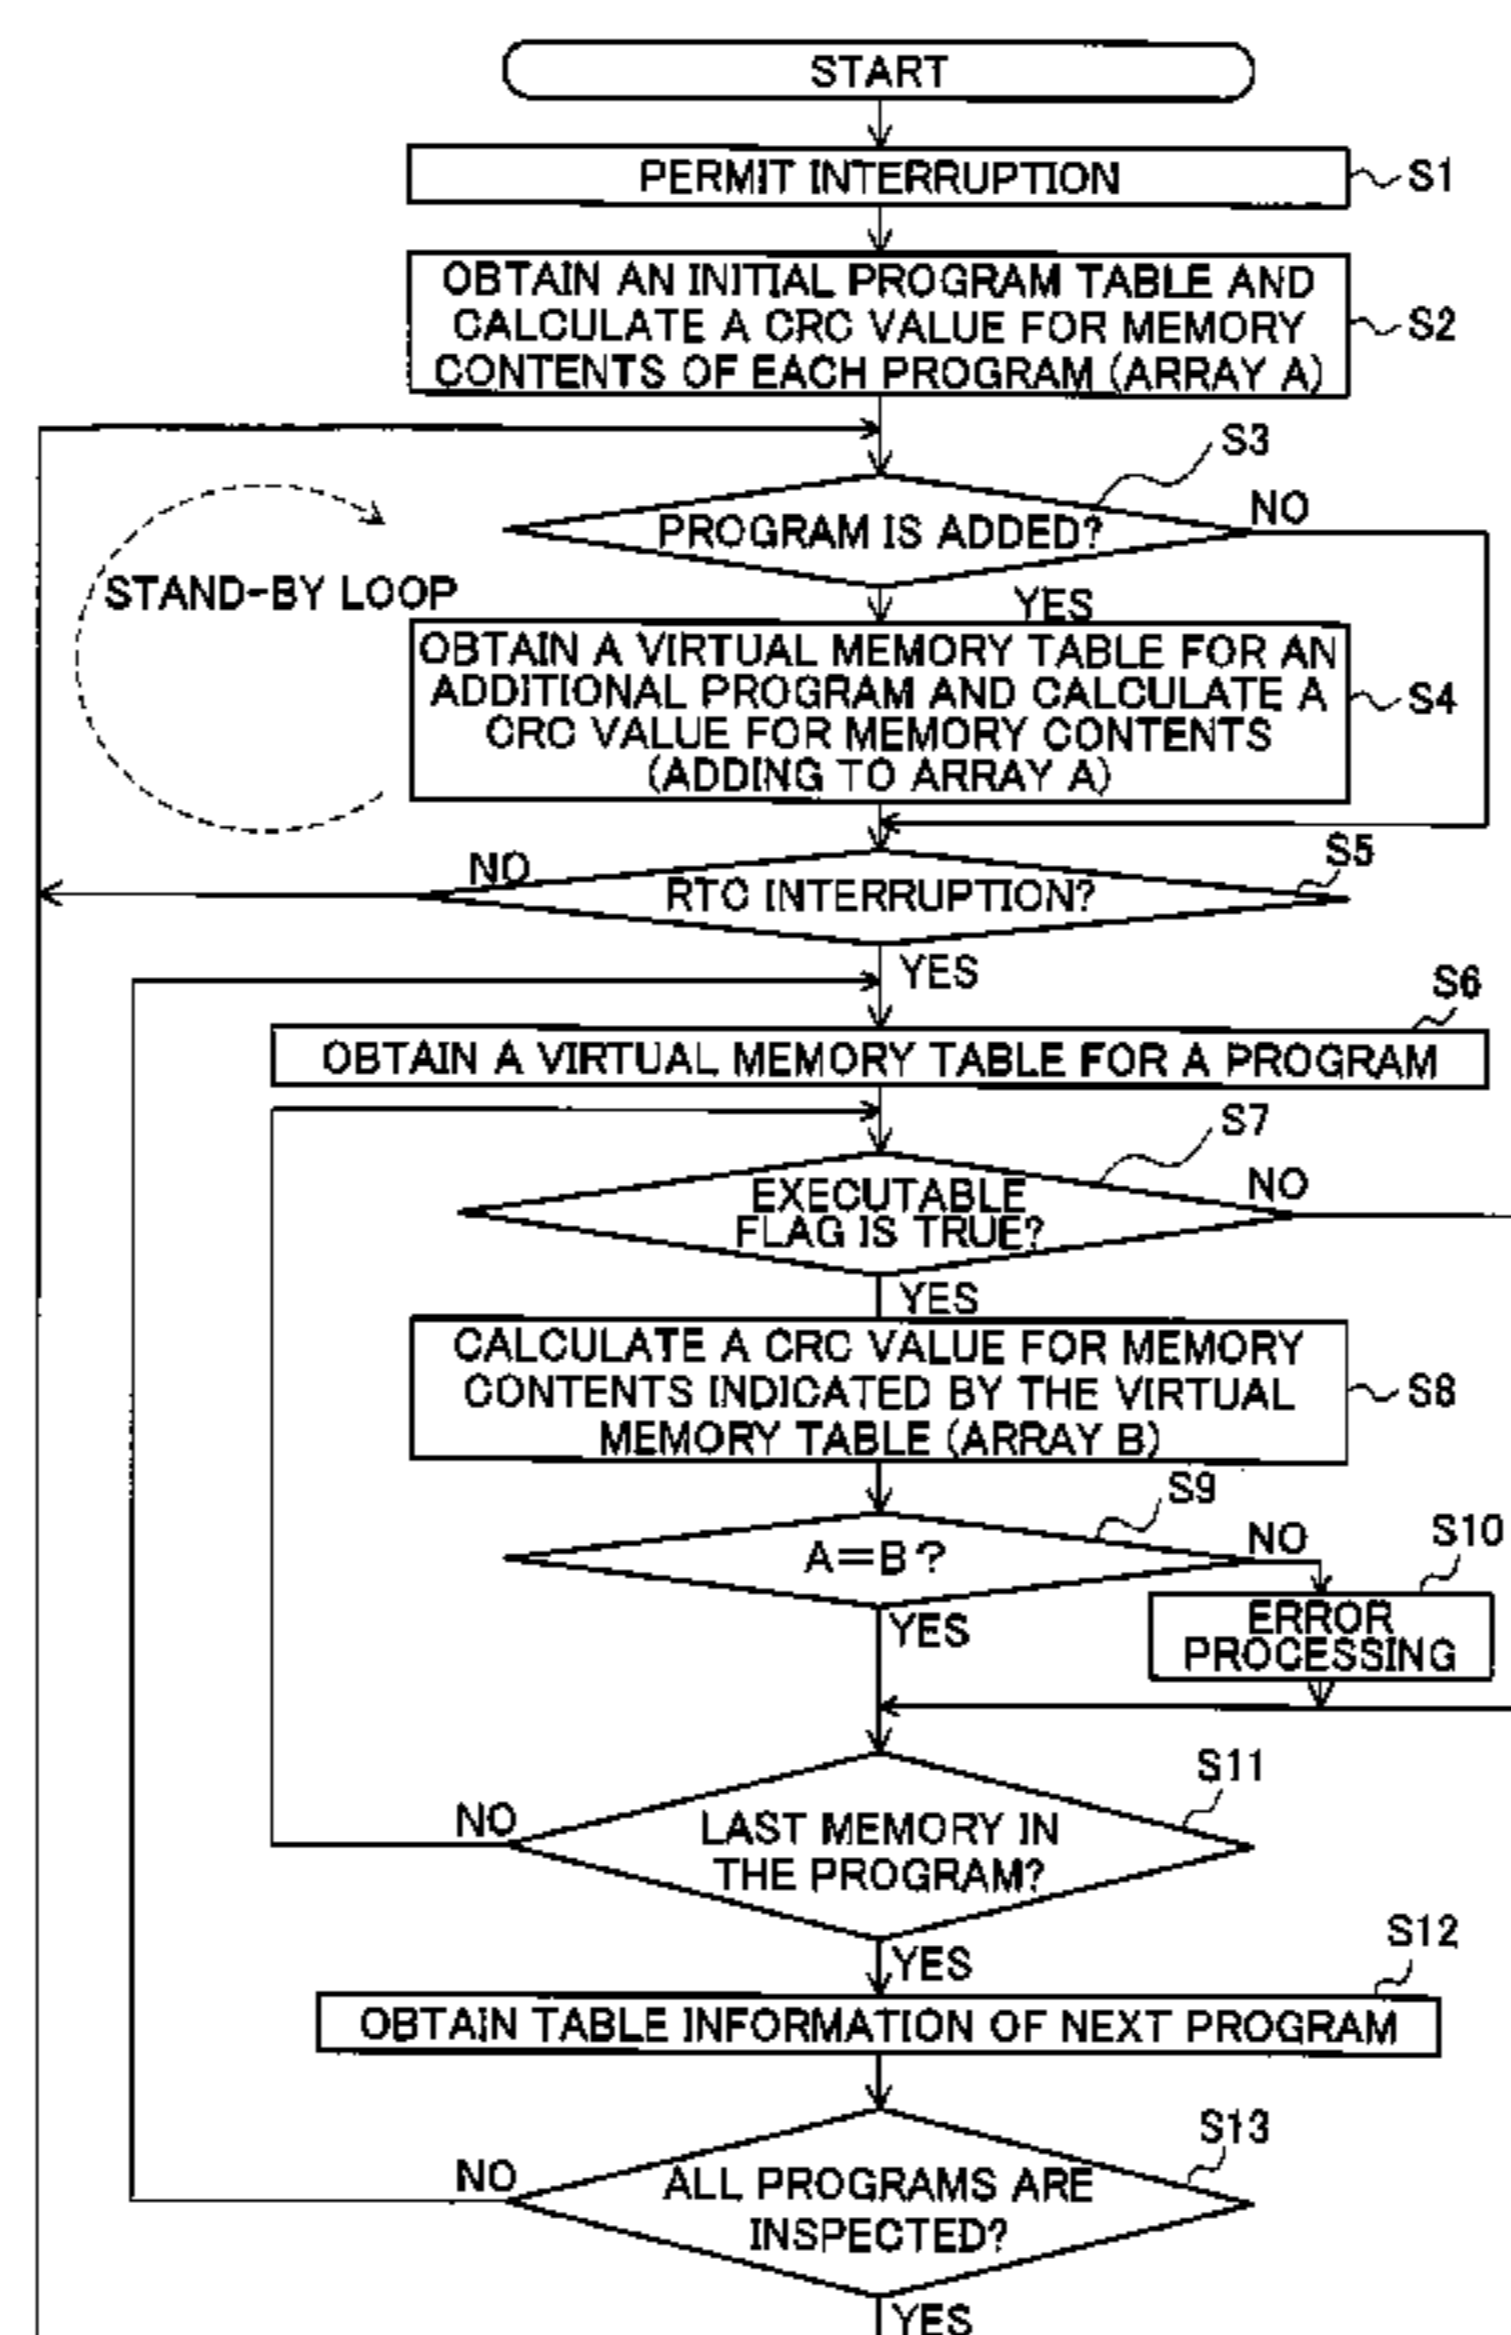 START
PERMIT INTERRUPTION
S1
OBTAIN AN INITIAL PROGRAM TABLE AND
CALCULATE A CRC VALUE FOR MEMORY
CONTENTS OF EACH PROGRAM (ARRAY A)
S2
S3
PROGRAM IS ADDED?
NO
STAND-BY LOOP
YES
OBTAIN A VIRTUAL MEMORY TABLE FOR AN
ADDITIONAL PROGRAM AND CALCULATE A
CRC VALUE FOR MEMORY CONTENTS
(ADDING TO ARRAY A)
S4
S5
NO
RTC INTERRUPTION?
YES
S6
OBTAIN A VIRTUAL MEMORY TABLE FOR A PROGRAM
S7
EXECUTABLE
FLAG IS TRUE?
NO
YES
CALCULATE A CRC VALUE FOR MEMORY
CONTENTS INDICATED BY THE VIRTUAL
MEMORY TABLE (ARRAY B)
S8
S9
A=B?
NO
S10
YES
ERROR
PROCESSING
S11
NO
LAST MEMORY IN
THE PROGRAM?
S12
YES
OBTAIN TABLE INFORMATION OF NEXT PROGRAM
S13
NO
ALL PROGRAMS ARE
INSPECTED?
YES